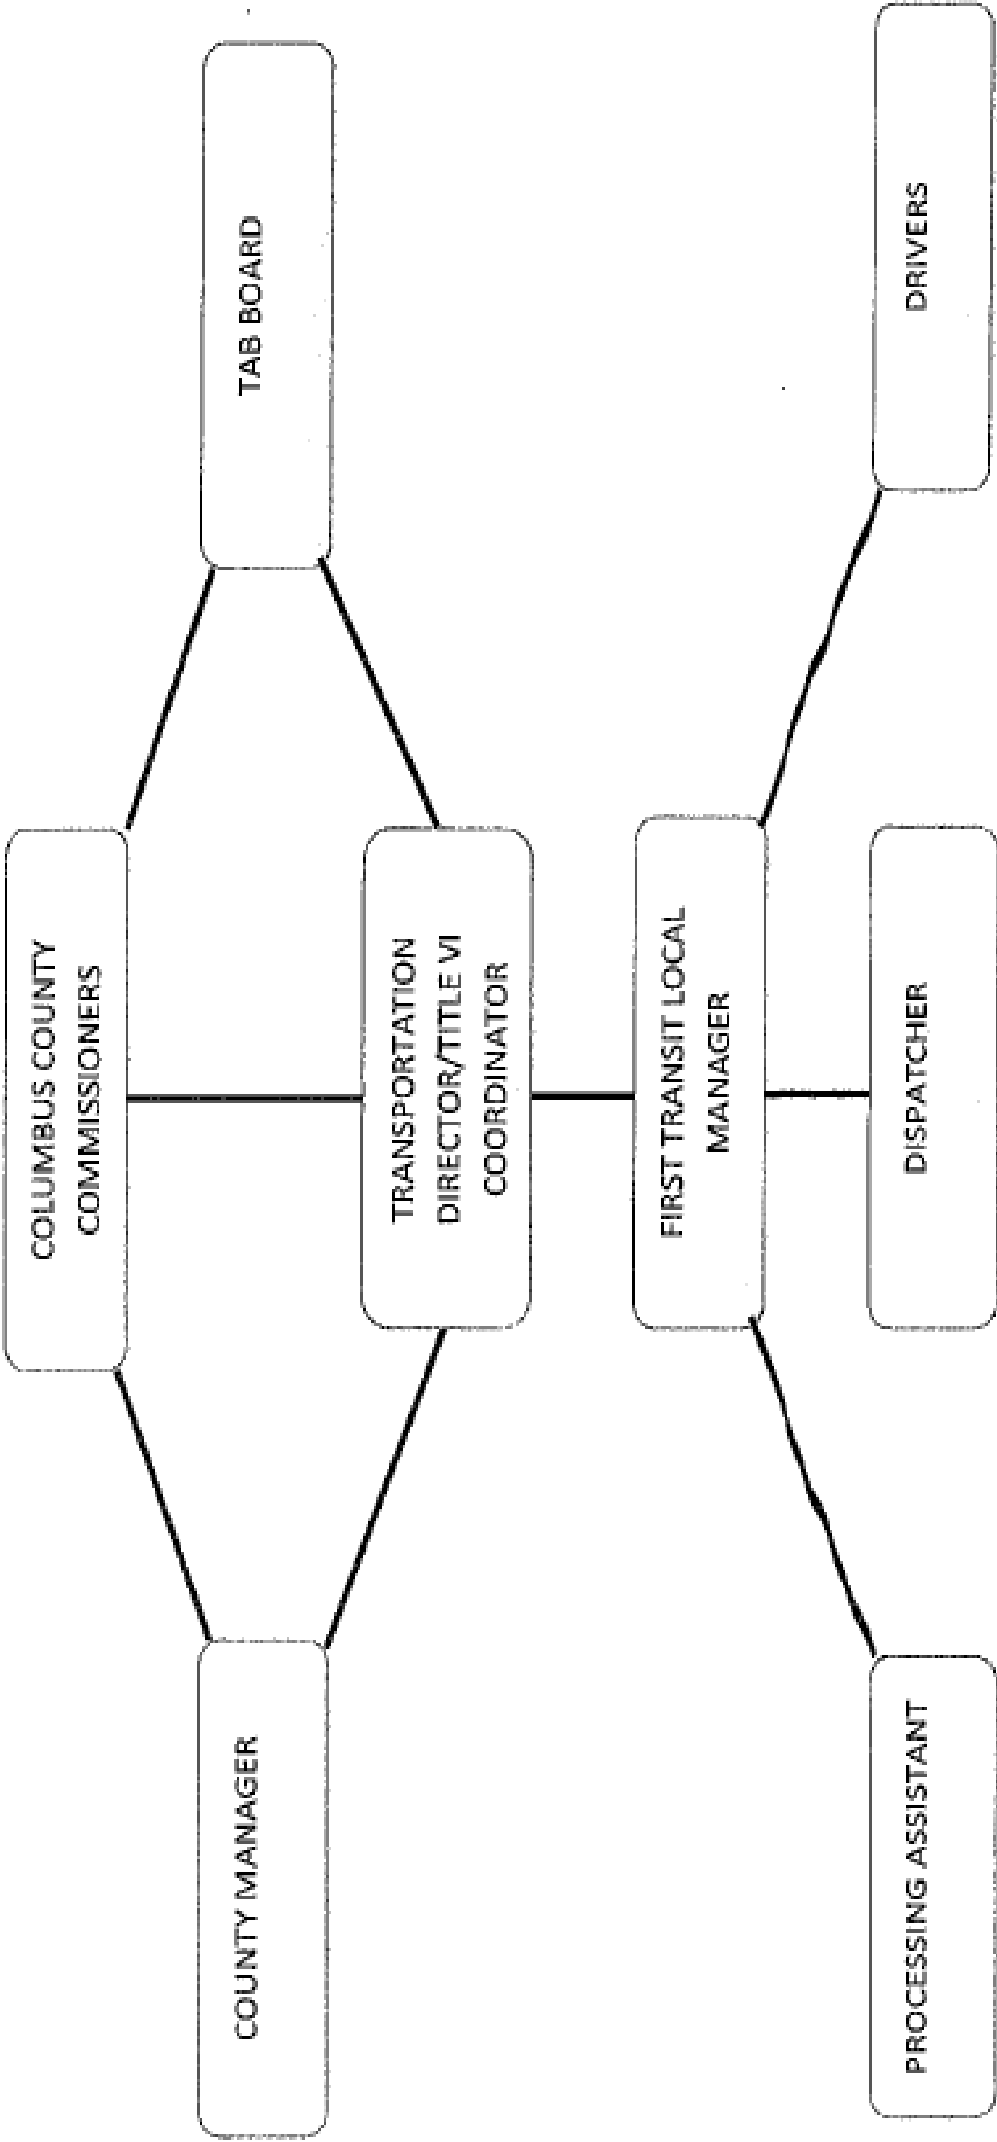 COLUMBUS COUNTY
COMMISSIONERS
COUNTY MANAGER
TAB BOARD
TRANSPORTATION
DIRECTOR/TITLE VI
COORDINATOR
FIRST TRANSIT LOCAL
MANAGER
PROCESSING ASSISTANT
DISPATCHER
DRIVERS